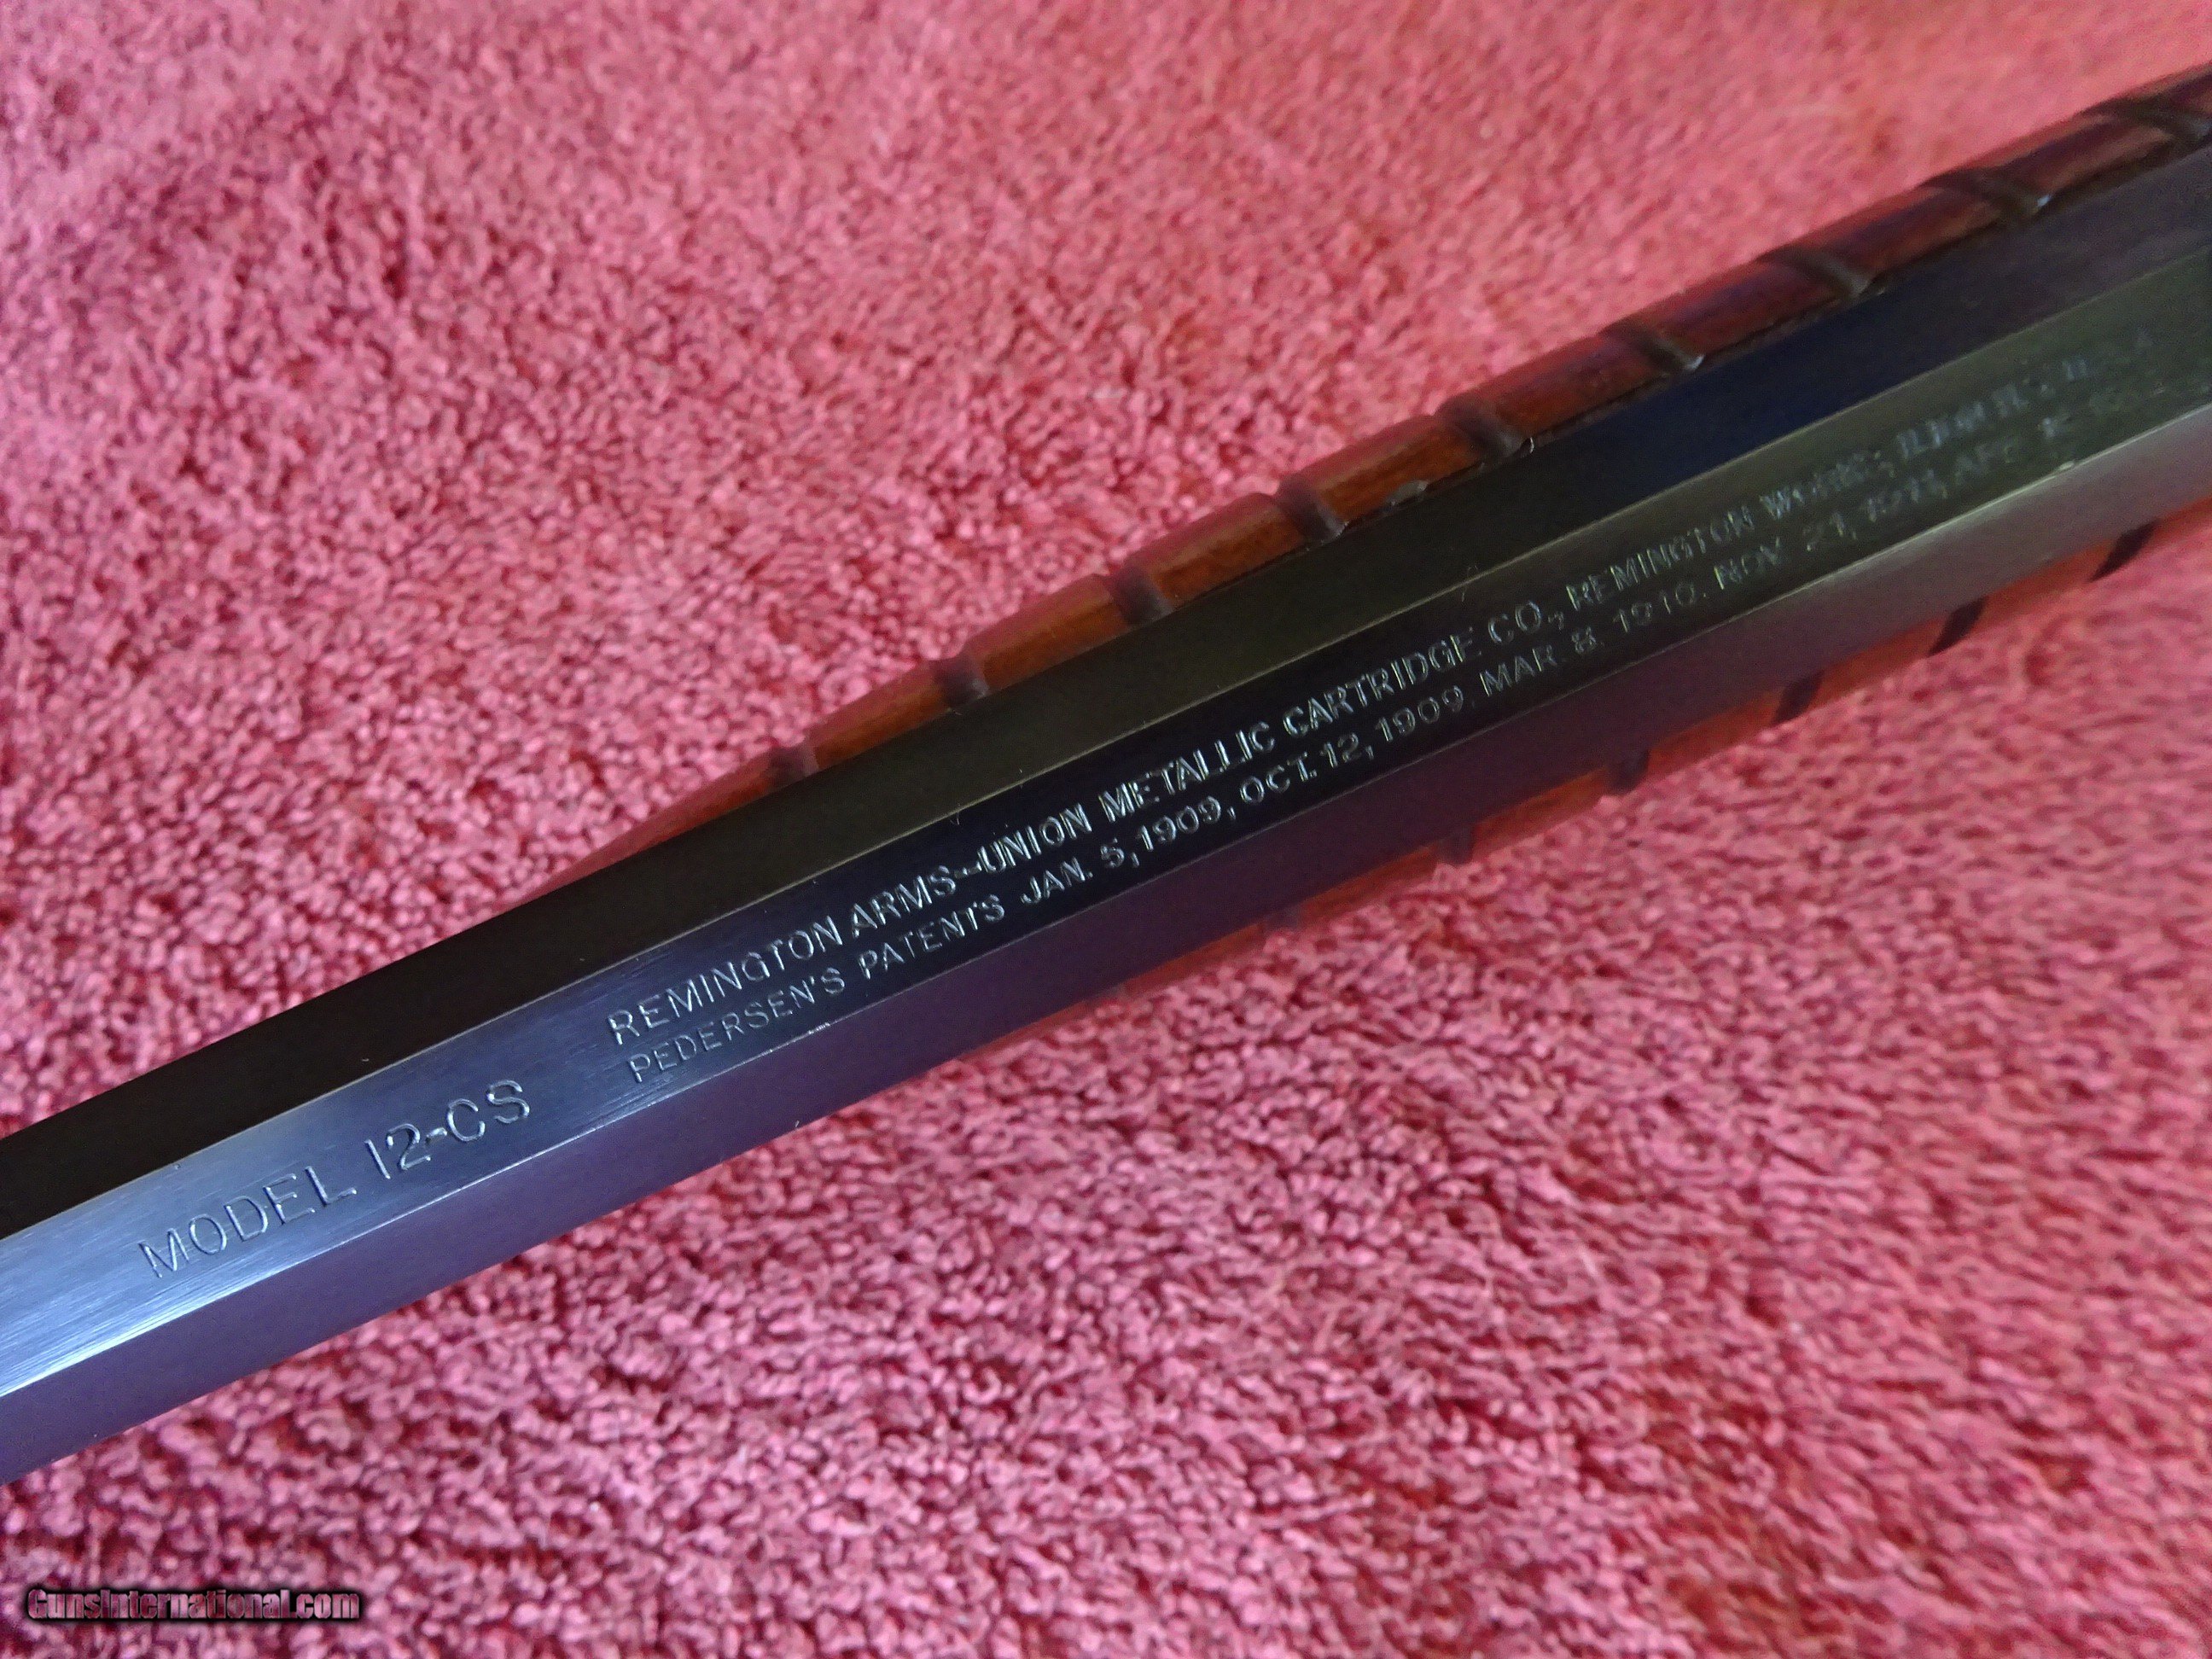 MODEL 12-CS
REMINGTON ARMS-UNION METALLIC CARTRIDGE CO., REMINGTON WORKS,
PEDERSEN'S PATENTS JAN. 5, 1909, OCT. 12, 1909, MAR. 8. 1910, NOV.
GunsInternational.com